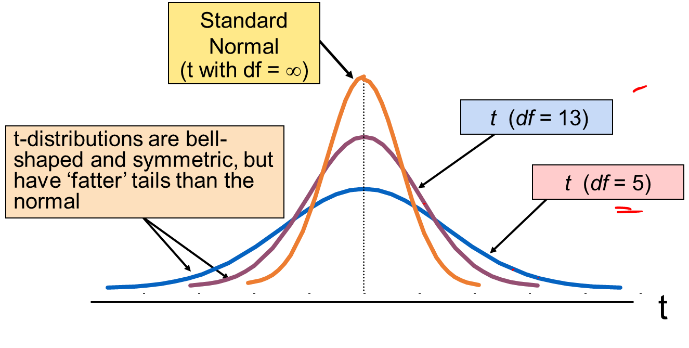 Standard
Normal
(t with df = ∞)
t (df = 13)
t-distributions are bell-
shaped and symmetric, but
have ‘fatter’ tails than the
normal
t (df = 5)
t